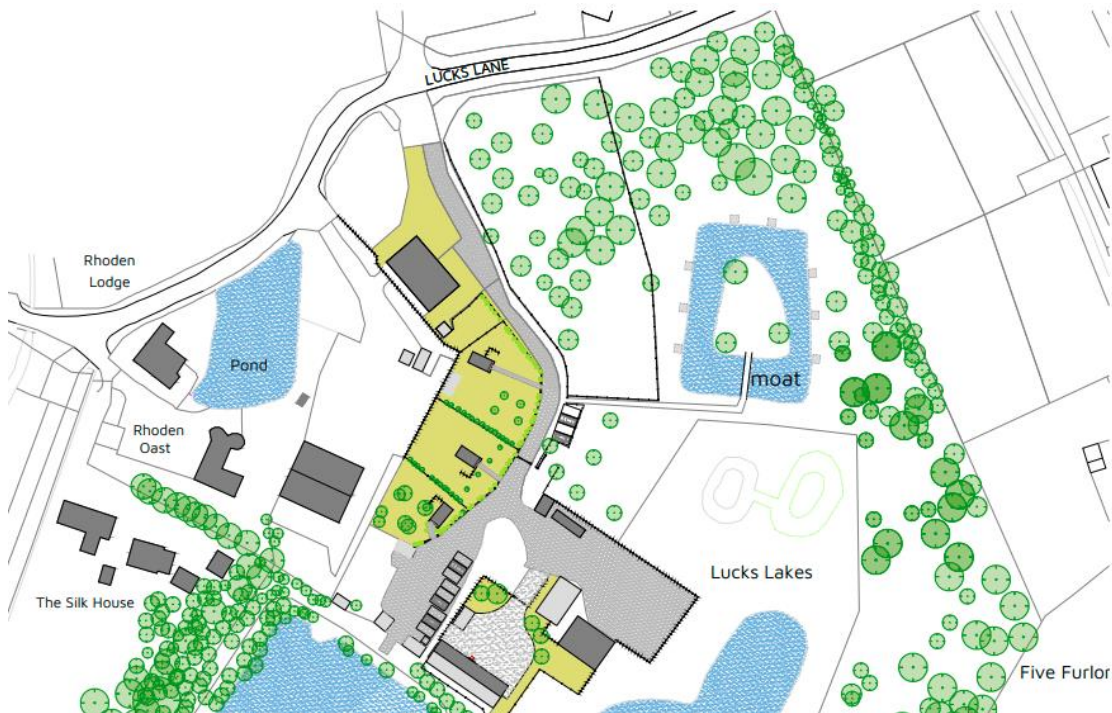 LUCKS LANE
Rhoden
Lodge
Pond
moat
Rhoden
Oast
Lucks Lakes
The Silk House
Five Furlor